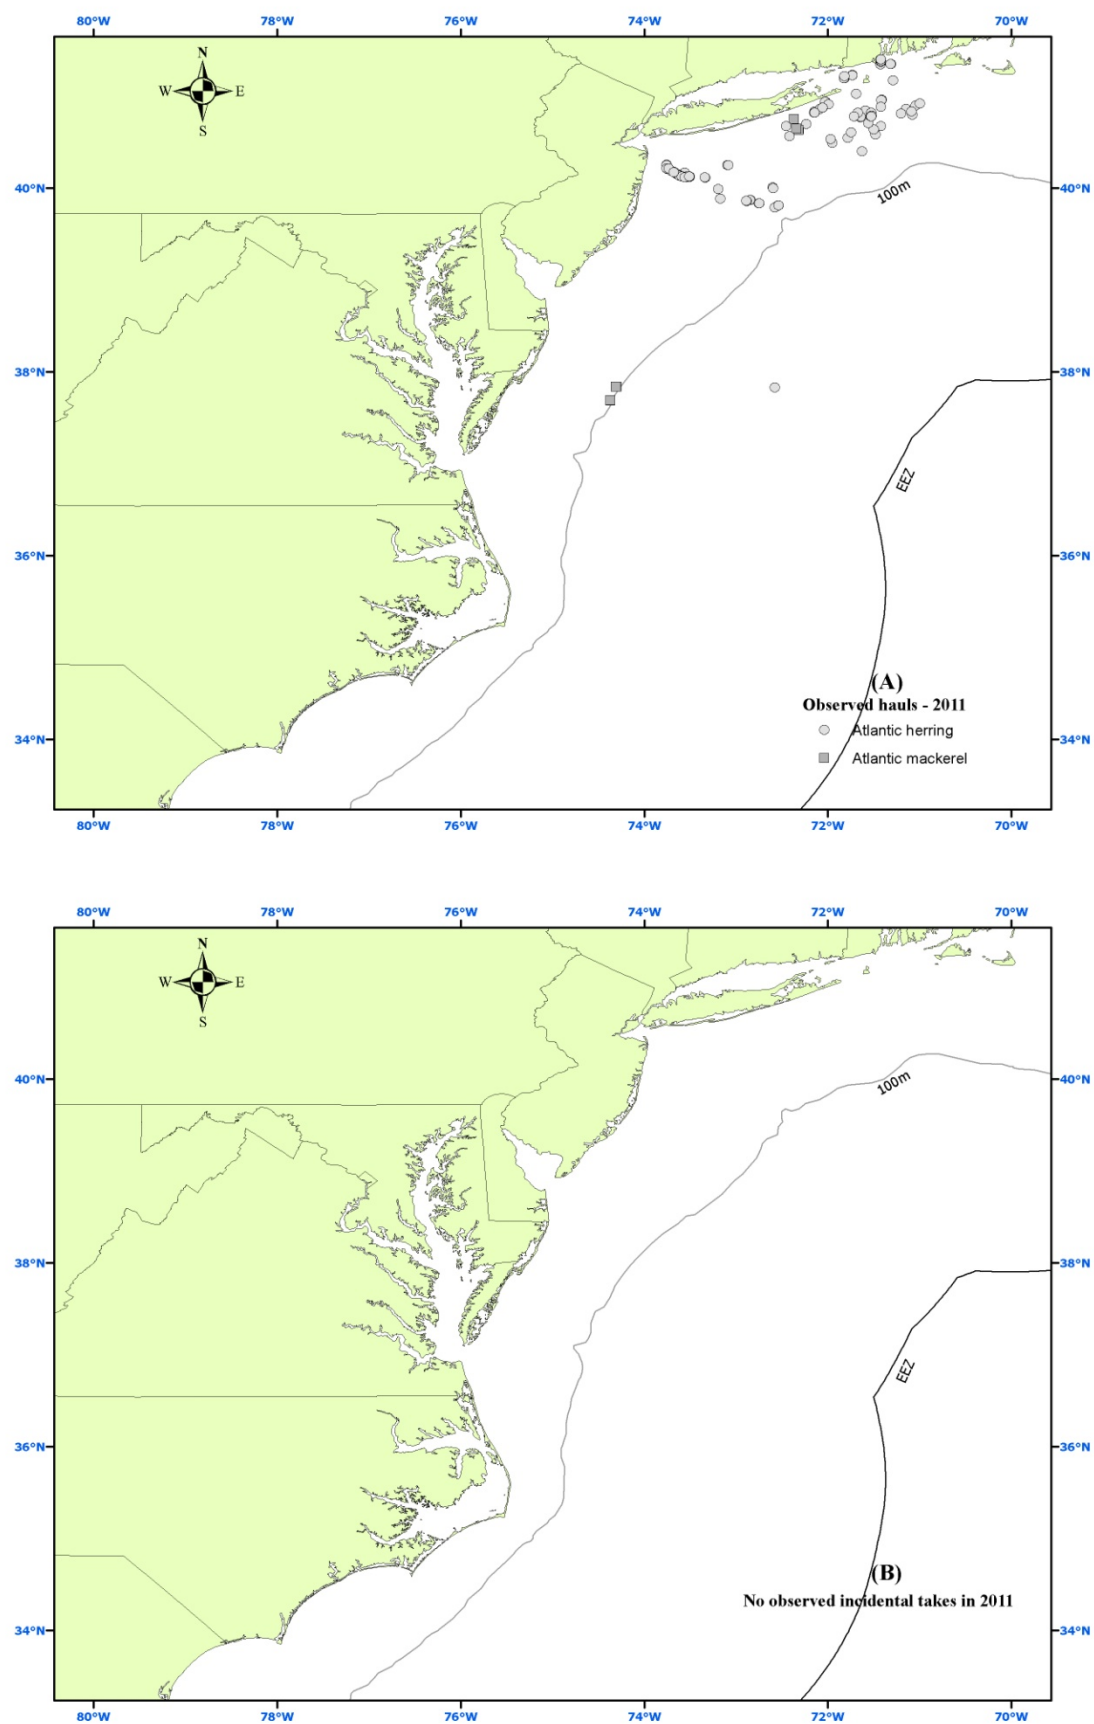 80°W 78°W 76°W 74°W 72°W 70°W
N
W E
S
40°N 40°N
100m
38°N 38°N
EEZ
36°N 36°N
(A)
Observed hauls - 2011
Atlantic herring
34°N 34°N
Atlantic mackerel
80°W 78°W 76°W 74°W 72°W 70°W
80°W 78°W 76°W 74°W 72°W 70°W
N
W E
S
40°N 40°N
100m
38°N 38°N
EEZ
36°N 36°N
(B)
No observed incidental takes in 2011
34°N 34°N
80°W 78°W 76°W 74°W 72°W 70°W